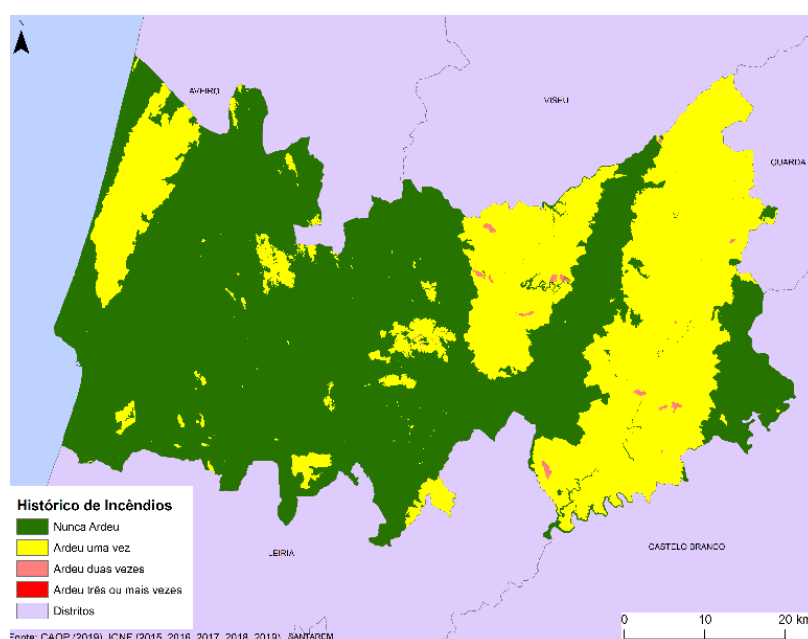 AVEIRO
VISEU
GUARDA
Histórico de Incêndios
Nunca Ardeu
Ardeu uma vez
Ardeu duas vezes
Ardeu três ou mais vezes
Distritos
LEIRIA
CASTELO BRANCO
0 10 20 km
Fonte: CAOP (2019), ICNF (2015, 2016, 2017, 2018, 2019) SANTARÉM